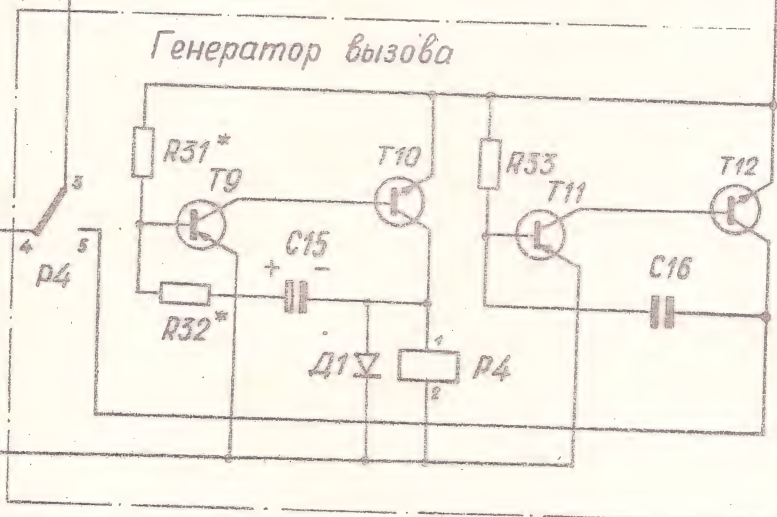 Генератор вызова
R31*
T9
T10
R33
T11
T12
3
4
5
P4
C15
+
-
C16
R32*
Д1
1
P4
2